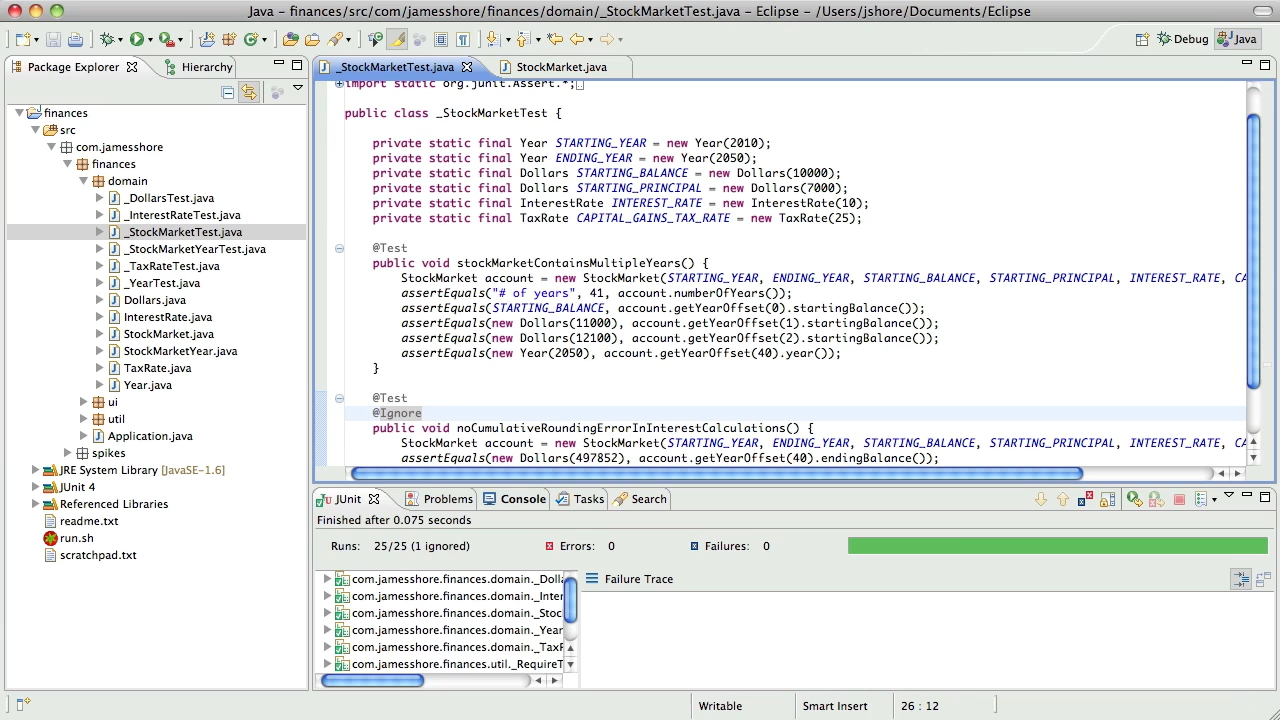 Java - finances/src/com/jamesshore/finances/domain/_StockMarketTest.java - Eclipse - /Users/jshore/Documents/Eclipse
Debug
Java
Package Explorer
Hierarchy
finances
src
com.jamesshore
finances
domain
_DollarsTest.java
_InterestRateTest.java
_StockMarketTest.java
_StockMarketYearTest.java
_TaxRateTest.java
_YearTest.java
Dollars.java
InterestRate.java
StockMarket.java
StockMarketYear.java
TaxRate.java
Year.java
ui
util
Application.java
spikes
JRE System Library [JavaSE-1.6]
JUnit 4
Referenced Libraries
readme.txt
run.sh
scratchpad.txt
_StockMarketTest.java
StockMarket.java
import static org.junit.Assert.*;
public class _StockMarketTest {
private static final Year STARTING_YEAR = new Year(2010);
private static final Year ENDING_YEAR = new Year(2050);
private static final Dollars STARTING_BALANCE = new Dollars(10000);
private static final Dollars STARTING_PRINCIPAL = new Dollars(7000);
private static final InterestRate INTEREST_RATE = new InterestRate(10);
private static final TaxRate CAPITAL_GAINS_TAX_RATE = new TaxRate(25);
@Test
public void stockMarketContainsMultipleYears() {
StockMarket account = new StockMarket(STARTING_YEAR, ENDING_YEAR, STARTING_BALANCE, STARTING_PRINCIPAL, INTEREST_RATE, CA
assertEquals("# of years", 41, account.numberOfYears());
assertEquals(STARTING_BALANCE, account.getYearOffset(0).startingBalance());
assertEquals(new Dollars(11000), account.getYearOffset(1).startingBalance());
assertEquals(new Dollars(12100), account.getYearOffset(2).startingBalance());
assertEquals(new Year(2050), account.getYearOffset(40).year());
}
@Test
@Ignore
public void noCumulativeRoundingErrorInInterestCalculations() {
StockMarket account = new StockMarket(STARTING_YEAR, ENDING_YEAR, STARTING_BALANCE, STARTING_PRINCIPAL, INTEREST_RATE, CA
assertEquals(new Dollars(497852), account.getYearOffset(40).endingBalance());
JUnit
Problems
Console
Tasks
Search
Finished after 0.075 seconds
Runs: 25/25 (1 ignored)
Errors: 0
Failures: 0
com.jamesshore.finances.domain._Dolla
com.jamesshore.finances.domain._Inter
com.jamesshore.finances.domain._Stoc
com.jamesshore.finances.domain._Year
com.jamesshore.finances.domain._TaxR
com.jamesshore.finances.util._RequireT
Failure Trace
Writable
Smart Insert
26 : 12